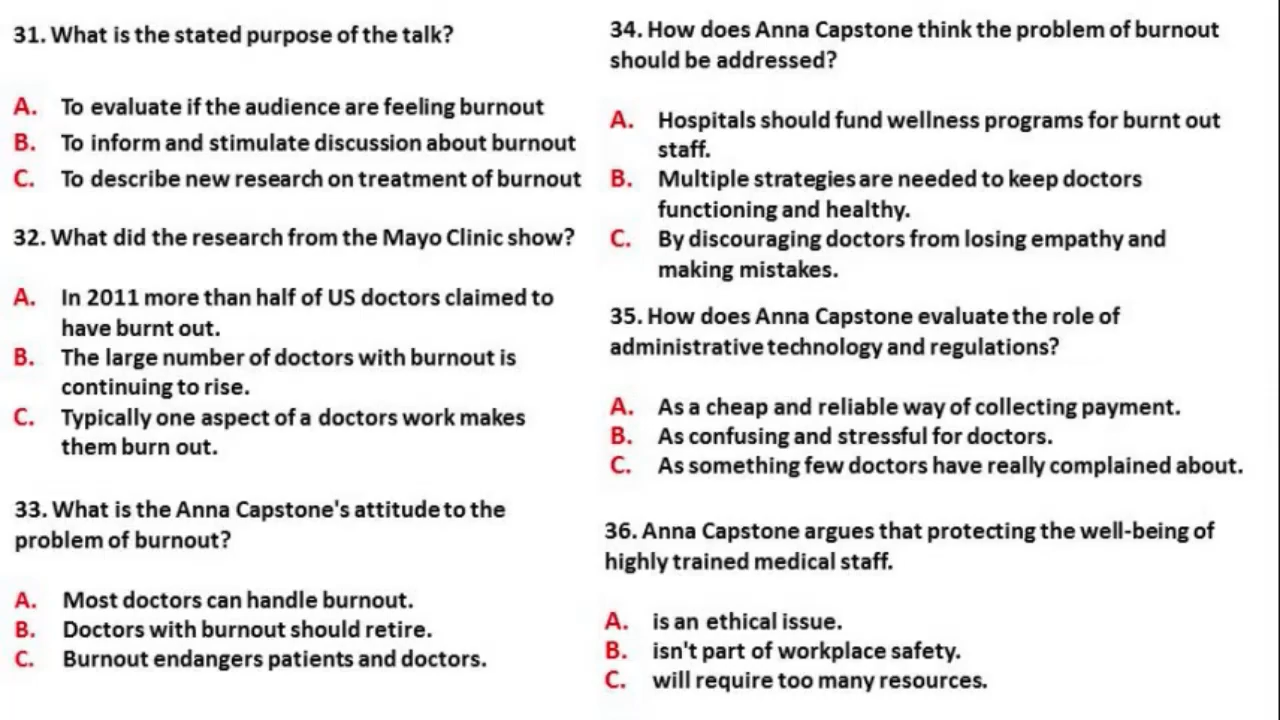 31. What is the stated purpose of the talk?
A. To evaluate if the audience are feeling burnout
B. To inform and stimulate discussion about burnout
C. To describe new research on treatment of burnout
32. What did the research from the Mayo Clinic show?
A. In 2011 more than half of US doctors claimed to
have burnt out.
B. The large number of doctors with burnout is
continuing to rise.
C. Typically one aspect of a doctors work makes
them burn out.
33. What is the Anna Capstone's attitude to the
problem of burnout?
A. Most doctors can handle burnout.
B. Doctors with burnout should retire.
C. Burnout endangers patients and doctors.
34. How does Anna Capstone think the problem of burnout
should be addressed?
A. Hospitals should fund wellness programs for burnt out
staff.
B. Multiple strategies are needed to keep doctors
functioning and healthy.
C. By discouraging doctors from losing empathy and
making mistakes.
35. How does Anna Capstone evaluate the role of
administrative technology and regulations?
A. As a cheap and reliable way of collecting payment.
B. As confusing and stressful for doctors.
C. As something few doctors have really complained about.
36. Anna Capstone argues that protecting the well-being of
highly trained medical staff.
A. is an ethical issue.
B. isn't part of workplace safety.
C. will require too many resources.